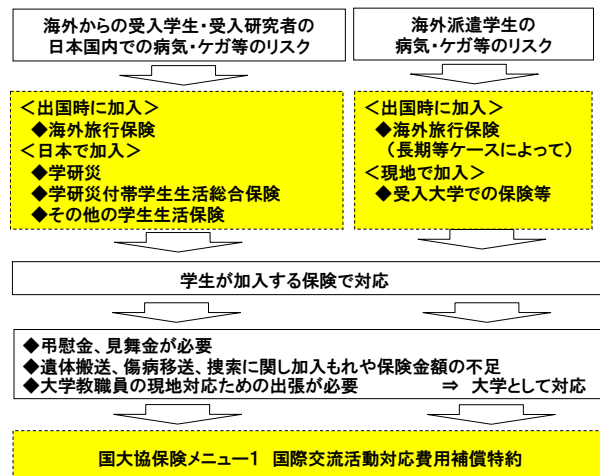 海外からの受入学生・受入研究者の
日本国内での病気・ケガ等のリスク
海外派遣学生の
病気・ケガ等のリスク
＜出国時に加入＞
◆海外旅行保険
＜日本で加入＞
◆学研災
◆学研災付帯学生生活総合保険
◆その他の学生生活保険
＜出国時に加入＞
◆海外旅行保険
（長期等ケースによって）
＜現地で加入＞
◆受入大学での保険等
学生が加入する保険で対応
◆弔慰金、見舞金が必要
◆遺体搬送、傷病移送、捜索に関し加入もれや保険金額の不足
◆大学教職員の現地対応ための出張が必要　⇒ 大学として対応
国大協保険メニュー1 国際交流活動対応費用補償特約